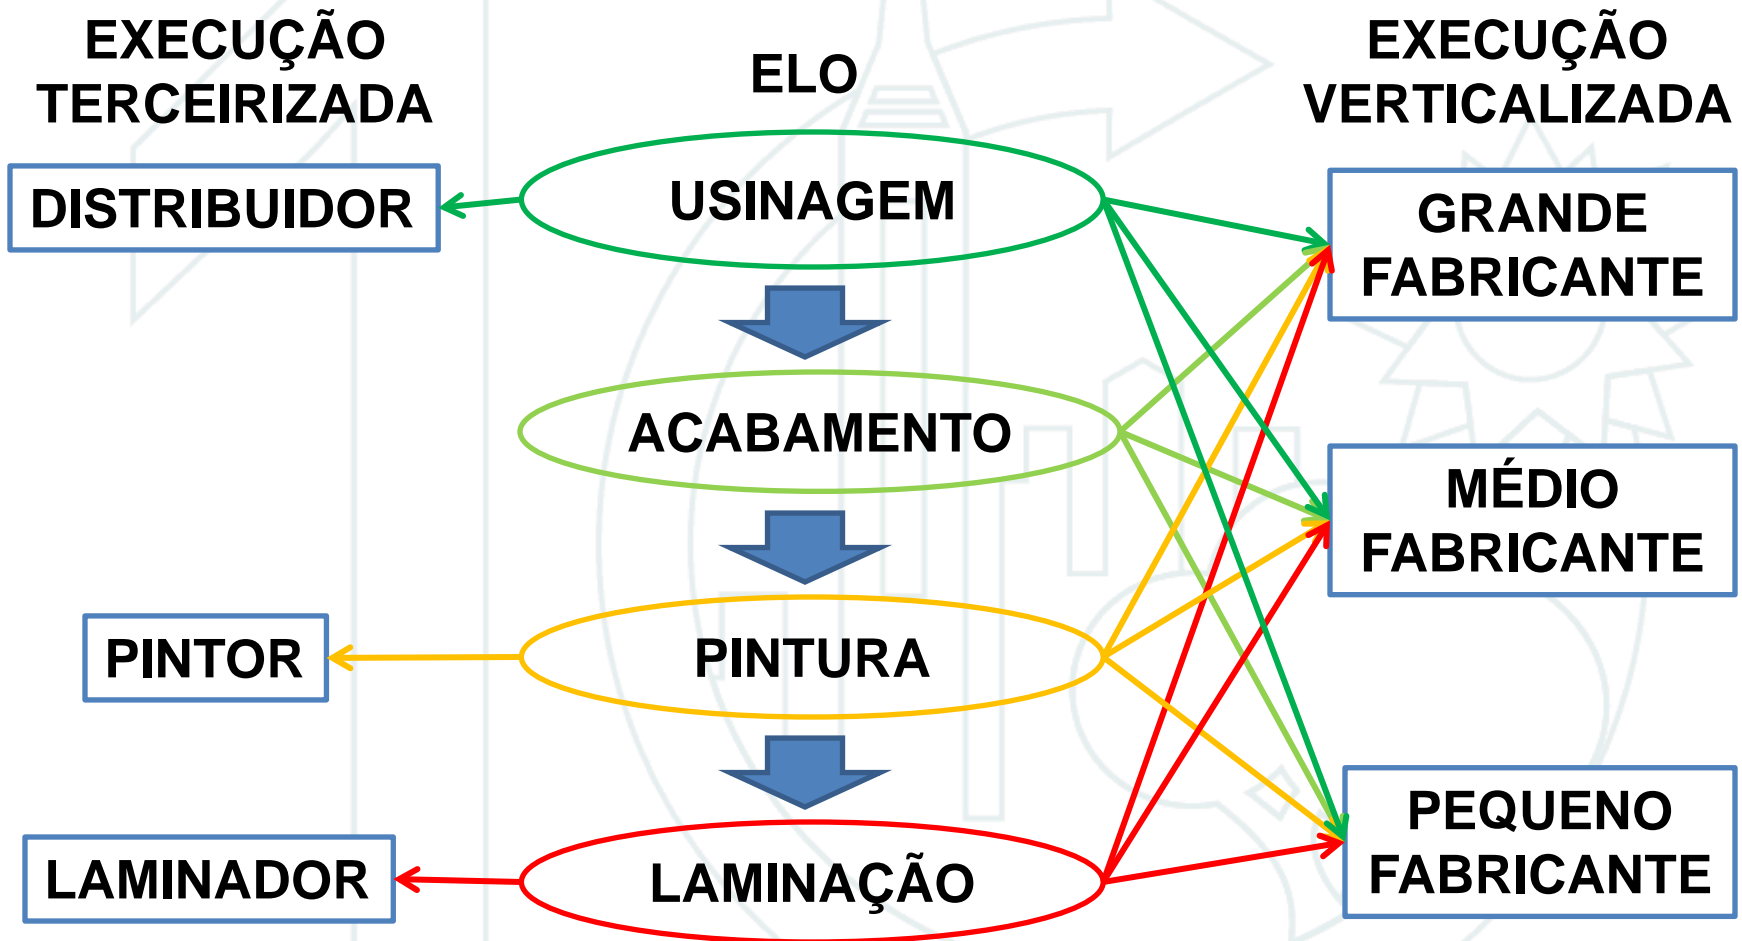 EXECUÇÃO
TERCEIRIZADA
ELO
EXECUÇÃO
VERTICALIZADA
DISTRIBUIDOR
USINAGEM
GRANDE
FABRICANTE
ACABAMENTO
MÉDIO
FABRICANTE
PINTOR
PINTURA
PEQUENO
FABRICANTE
LAMINADOR
LAMINAÇÃO